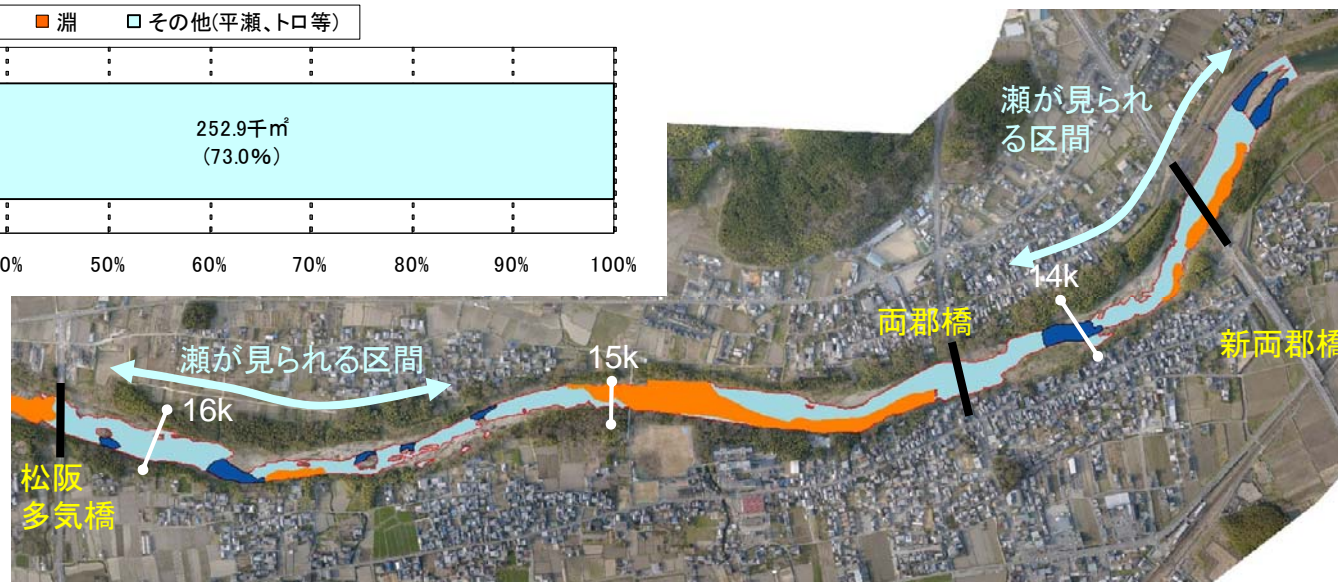 淵 その他(平瀬、トロ等)
252.9千㎡
(73.0%)
0% 50% 60% 70% 80% 90% 100%
瀬が見られ
る区間
14k
両郡橋
新両郡橋
瀬が見られる区間
15k
16k
松阪
多気橋